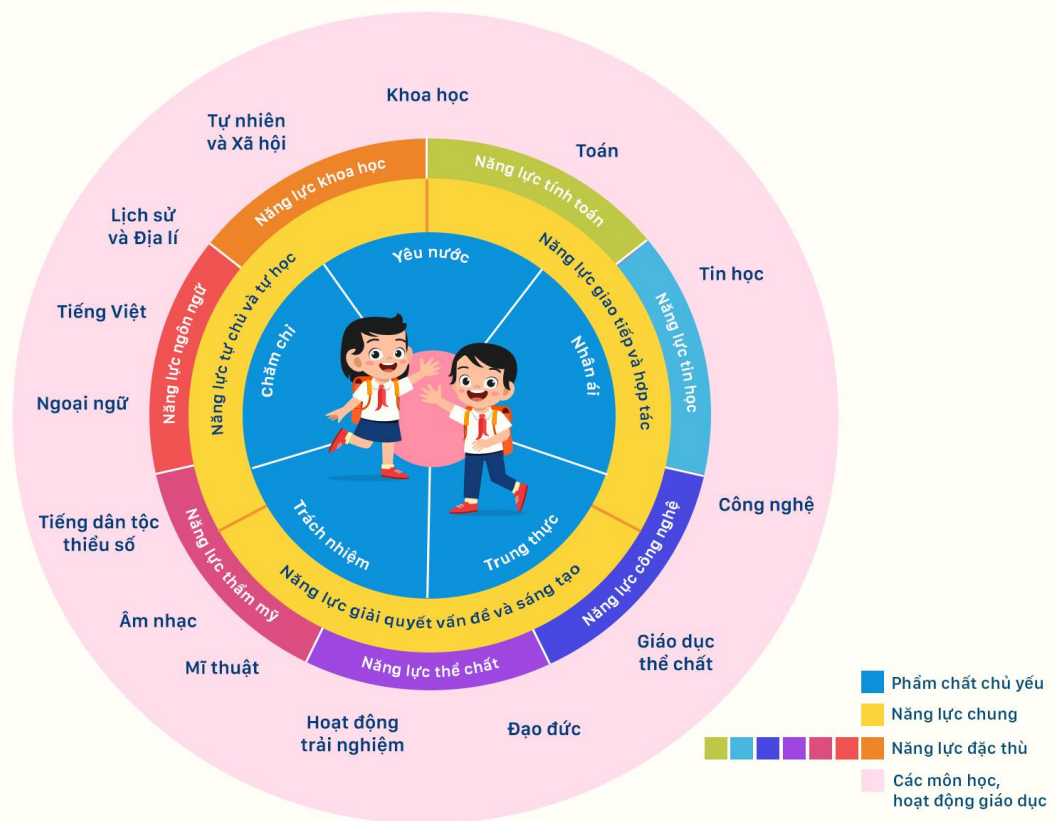 Khoa học
Tự nhiên
và Xã hội
Toán
Lịch sử
và Địa lí
Tin học
Tiếng Việt
Ngoại ngữ
Công nghệ
Tiếng dân tộc
thiểu số
Âm nhạc
Mĩ thuật
Giáo dục
thể chất
Hoạt động
trải nghiệm
Đạo đức
Năng lực khoa học
Năng lực tính toán
Năng lực tin học
Năng lực công nghệ
Năng lực thể chất
Năng lực thẩm mỹ
Năng lực ngôn ngữ
Năng lực tự chủ và tự học
Năng lực giao tiếp và hợp tác
Năng lực giải quyết vấn đề và sáng tạo
Yêu nước
Nhân ái
Trung thực
Trách nhiệm
Chăm chỉ
Phẩm chất chủ yếu
Năng lực chung
Năng lực đặc thù
Các môn học,
hoạt động giáo dục